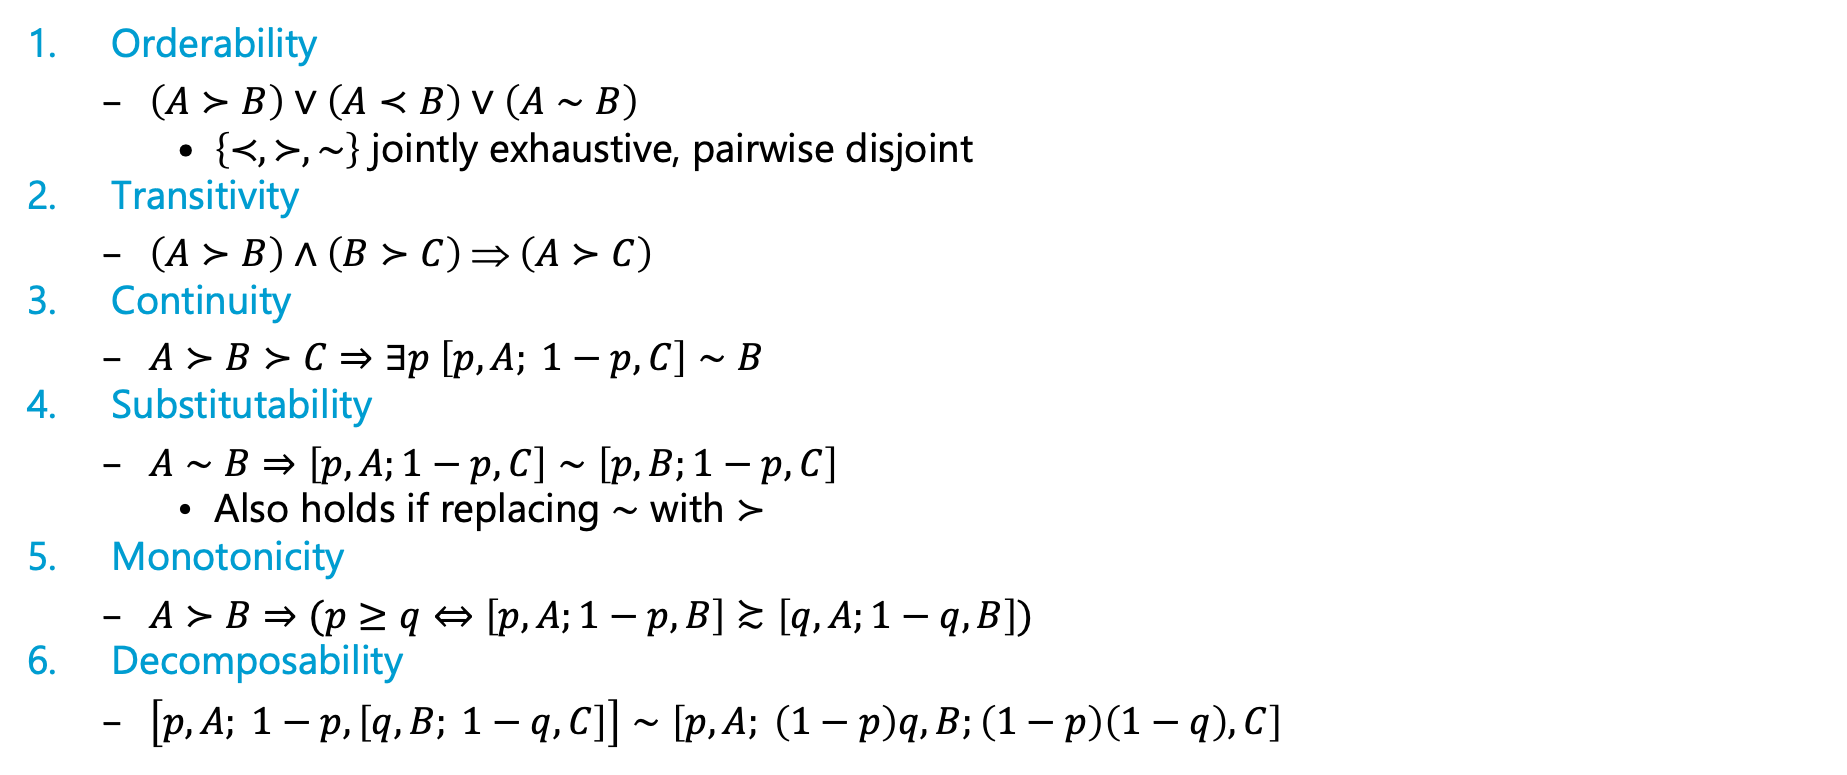 1. Orderability
– (A ≻ B) ∨ (A ≺ B) ∨ (A ~ B)
• {≺, ≻, ~} jointly exhaustive, pairwise disjoint
2. Transitivity
– (A ≻ B) ∧ (B ≻ C) ⇒ (A ≻ C)
3. Continuity
– A ≻ B ≻ C ⇒ ∃p [p, A; 1 − p, C] ~ B
4. Substitutability
– A ~ B ⇒ [p, A; 1 − p, C] ~ [p, B; 1 − p, C]
• Also holds if replacing ~ with ≻
5. Monotonicity
– A ≻ B ⇒ (p ≥ q ⇔ [p, A; 1 − p, B] ≿ [q, A; 1 − q, B])
6. Decomposability
– [p, A; 1 − p, [q, B; 1 − q, C]] ~ [p, A; (1 − p)q, B; (1 − p)(1 − q), C]